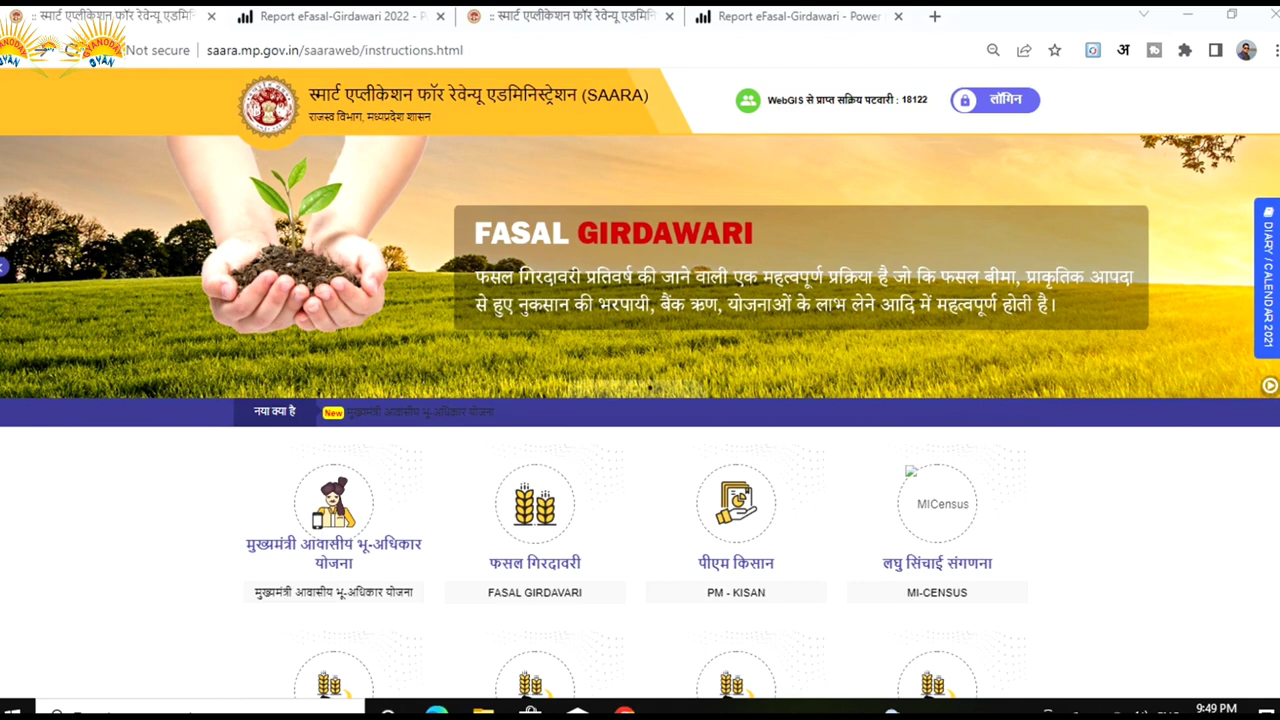 :: स्मार्ट एप्लीकेशन फॉर रेवेन्यू एडमिनि
Report eFasal-Girdawari 2022 - P
:: स्मार्ट एप्लीकेशन फॉर रेवेन्यू एडमिनि
Report eFasal-Girdawari - Power
Not secure
saara.mp.gov.in/saaraweb/instructions.html
अ
GYAN
GYAN
स्मार्ट एप्लीकेशन फॉर रेवेन्यू एडमिनिस्ट्रेशन (SAARA)
राजस्व विभाग, मध्यप्रदेश शासन
WebGIS से प्राप्त सक्रिय पटवारी : 18122
लॉगिन
FASAL GIRDAWARI
फसल गिरदावरी प्रतिवर्ष की जाने वाली एक महत्वपूर्ण प्रक्रिया है जो कि फसल बीमा, प्राकृतिक आपदा
से हुए नुकसान की भरपायी, बैंक ऋण, योजनाओं के लाभ लेने आदि में महत्वपूर्ण होती है।
DIARY / CALENDAR 2021
नया क्या है
New मुख्यमंत्री आवासीय भू-अधिकार योजना
MICensus
मुख्यमंत्री आवासीय भू-अधिकार
योजना
फसल गिरदावरी
पीएम किसान
लघु सिंचाई संगणना
मुख्यमंत्री आवासीय भू-अधिकार योजना
FASAL GIRDAVARI
PM - KISAN
MI-CENSUS
9:49 PM